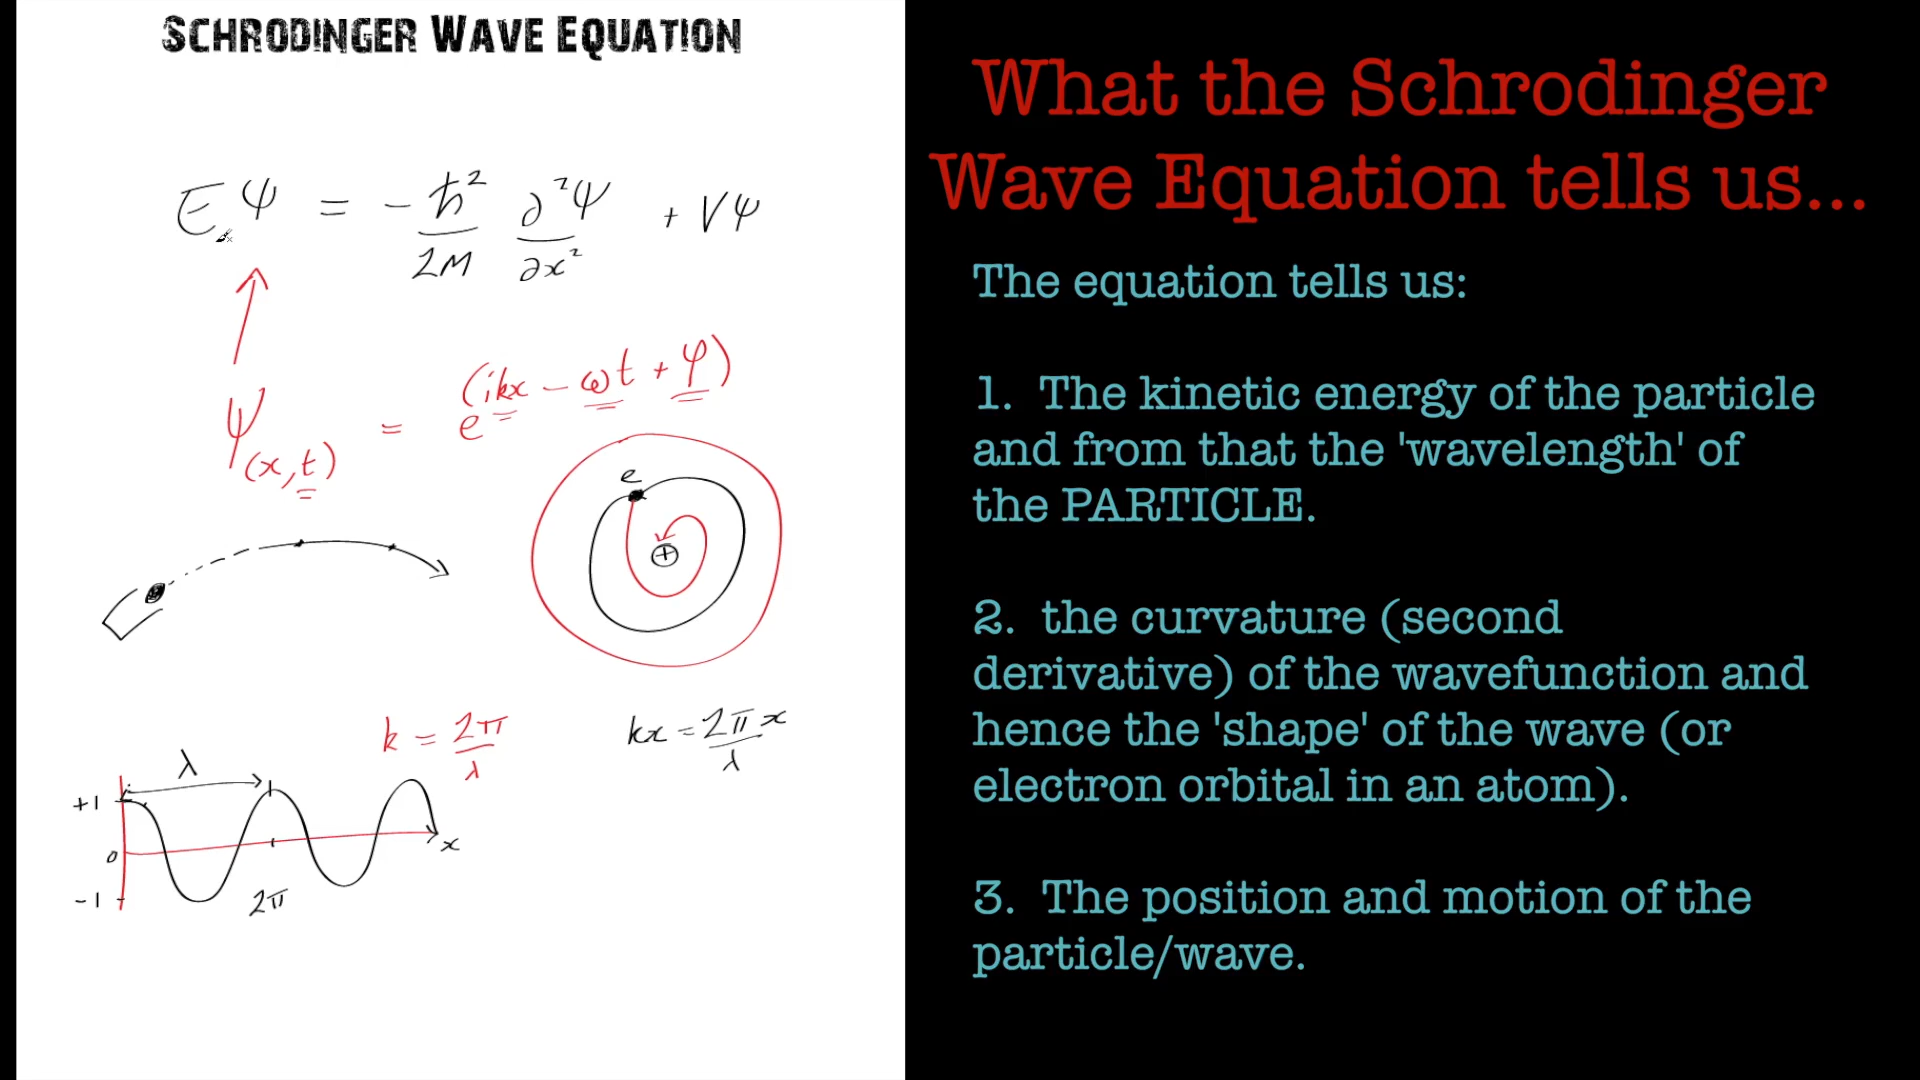 SCHRODINGER WAVE EQUATION
Eψ = -ħ²/2M ∂²ψ/∂x² + Vψ
ψ(x,t) = e^(ikx - ωt + φ)
e
+
k = 2π/λ
kx = 2π/λ x
λ
+1
0
x
-1
2π
What the Schrodinger
Wave Equation tells us...
The equation tells us:
1. The kinetic energy of the particle
and from that the 'wavelength' of
the PARTICLE.
2. the curvature (second
derivative) of the wavefunction and
hence the 'shape' of the wave (or
electron orbital in an atom).
3. The position and motion of the
particle/wave.